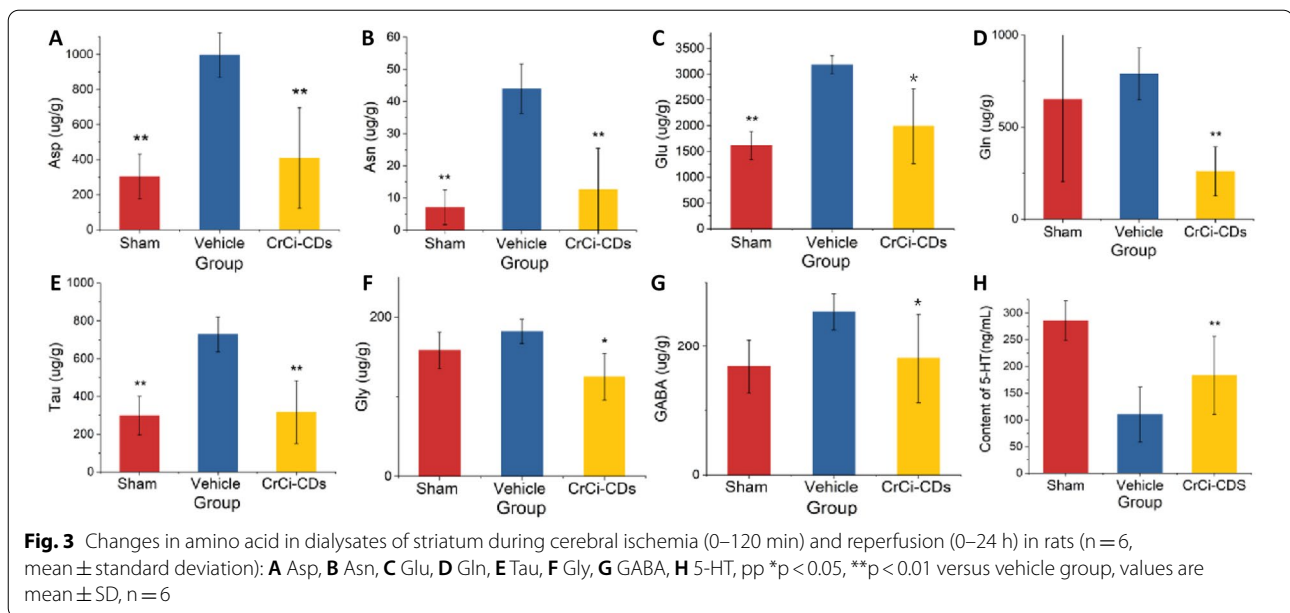 A
Asp (ug/g)
1000
800
600
400
200
0
**
**
Sham
Vehicle
CrCi-CDs
Group
B
Asn (ug/g)
60
50
40
30
20
10
0
**
**
Sham
Vehicle
CrCi-CDs
Group
C
Glu (ug/g)
3500
3000
2500
2000
1500
1000
500
0
**
*
Sham
Vehicle
CrCi-CDs
Group
D
Gln (ug/g)
1000
500
0
**
Sham
Vehicle
CrCi-CDs
Group
E
Tau (ug/g)
1000
800
600
400
200
0
**
**
Sham
Vehicle
CrCi-CDs
Group
F
Gly (ug/g)
200
0
*
Sham
Vehicle
CrCi-CDs
Group
G
GABA (ug/g)
200
0
*
Sham
Vehicle
CrCi-CDs
Group
H
Content of 5-HT(ng/mL)
300
250
200
150
100
50
0
**
Sham
Vehicle
CrCi-CDS
Group
Fig. 3 Changes in amino acid in dialysates of striatum during cerebral ischemia (0–120 min) and reperfusion (0–24 h) in rats (n = 6,
mean ± standard deviation): A Asp, B Asn, C Glu, D Gln, E Tau, F Gly, G GABA, H 5-HT, pp *p < 0.05, **p < 0.01 versus vehicle group, values are
mean ± SD, n = 6